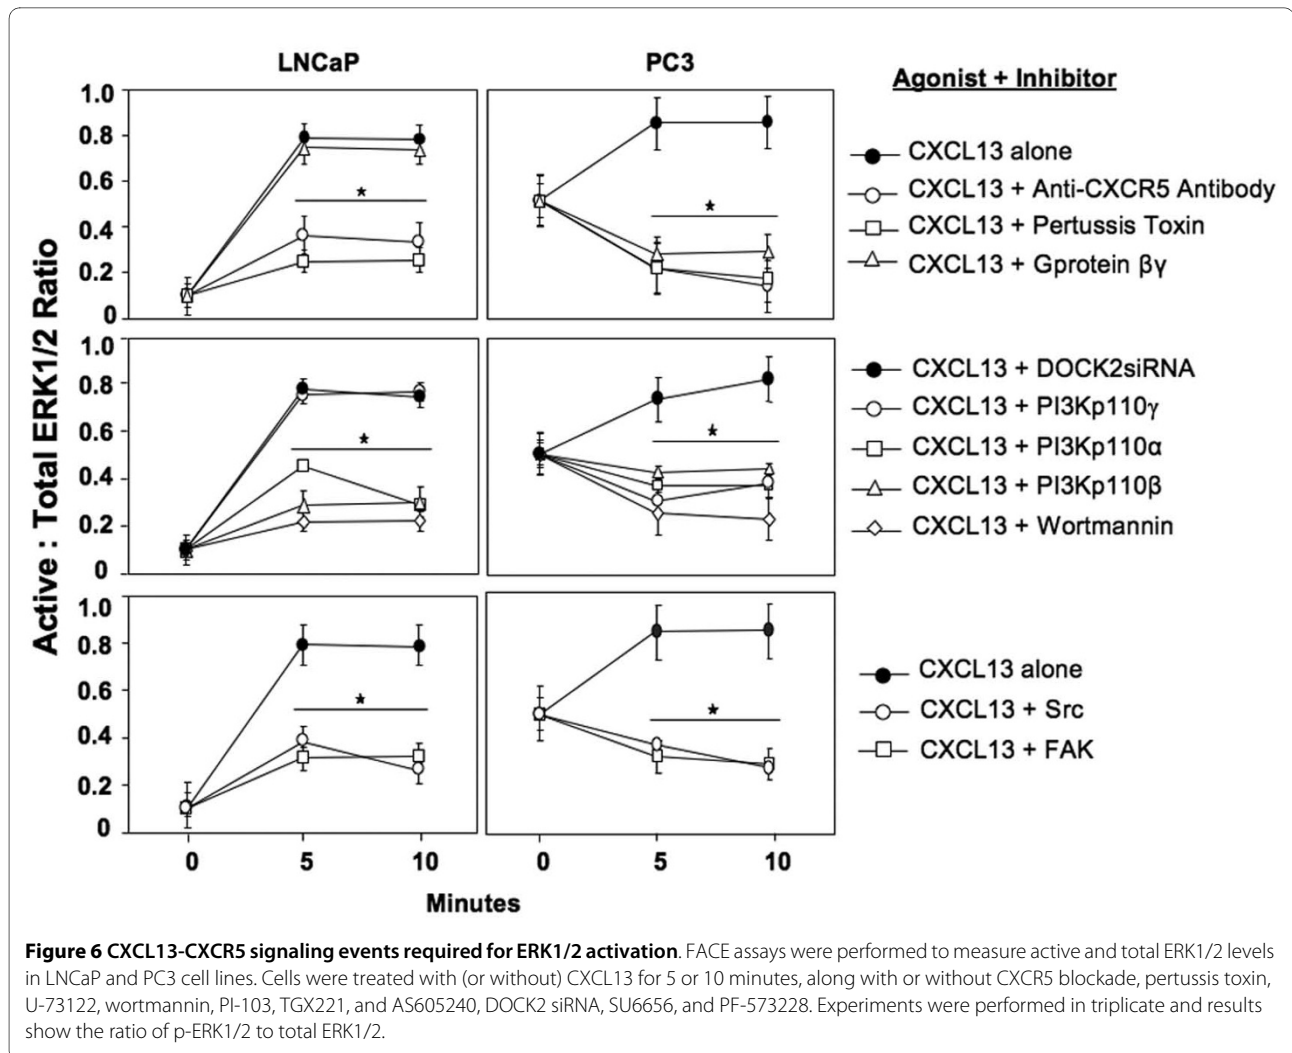 LNCaP
PC3
Agonist + Inhibitor
Active : Total ERK1/2 Ratio
1.0
0.8
0.6
0.4
0.2
0
*
*
CXCL13 alone
CXCL13 + Anti-CXCR5 Antibody
CXCL13 + Pertussis Toxin
CXCL13 + Gprotein βγ
1.0
0.8
0.6
0.4
0.2
0
*
*
CXCL13 + DOCK2siRNA
CXCL13 + PI3Kp110γ
CXCL13 + PI3Kp110α
CXCL13 + PI3Kp110β
CXCL13 + Wortmannin
1.0
0.8
0.6
0.4
0.2
0
*
*
CXCL13 alone
CXCL13 + Src
CXCL13 + FAK
0 5 10
0 5 10
Minutes
Figure 6 CXCL13-CXCR5 signaling events required for ERK1/2 activation. FACE assays were performed to measure active and total ERK1/2 levels
in LNCaP and PC3 cell lines. Cells were treated with (or without) CXCL13 for 5 or 10 minutes, along with or without CXCR5 blockade, pertussis toxin,
U-73122, wortmannin, PI-103, TGX221, and AS605240, DOCK2 siRNA, SU6656, and PF-573228. Experiments were performed in triplicate and results
show the ratio of p-ERK1/2 to total ERK1/2.